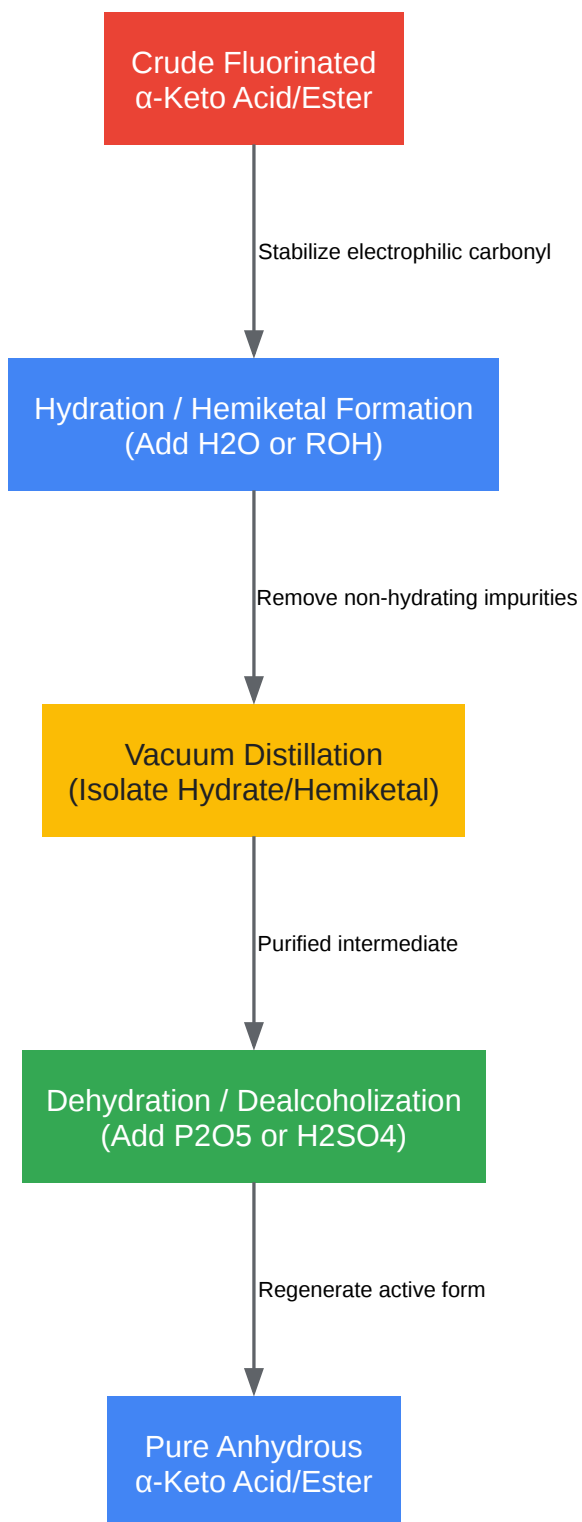 Crude Fluorinated
α-Keto Acid/Ester
Stabilize electrophilic carbonyl
Hydration / Hemiketal Formation
(Add H2O or ROH)
Remove non-hydrating impurities
Vacuum Distillation
(Isolate Hydrate/Hemiketal)
Purified intermediate
Dehydration / Dealcoholization
(Add P2O5 or H2SO4)
Regenerate active form
Pure Anhydrous
α-Keto Acid/Ester